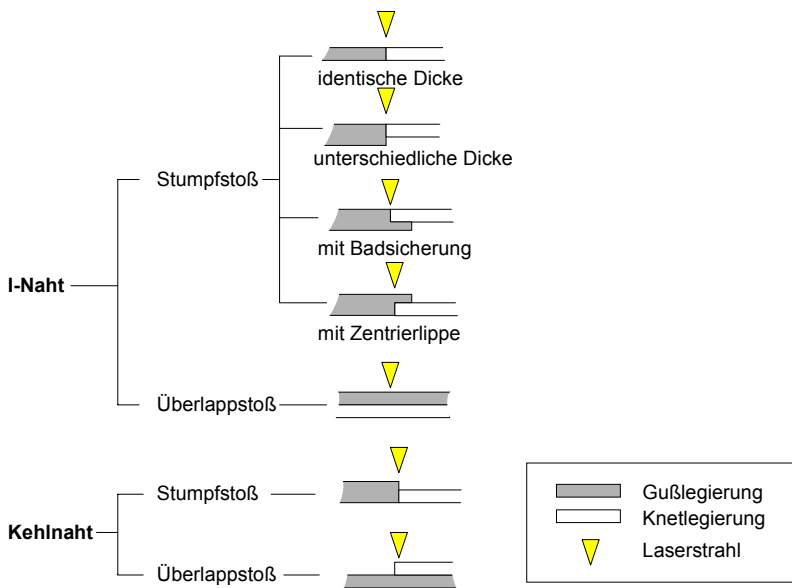 identische Dicke
unterschiedliche Dicke
Stumpfstoß
mit Badsicherung
I-Naht
mit Zentrierlippe
Überlappstoß
Stumpfstoß
Kehlnaht
Überlappstoß
Gußlegierung
Knetlegierung
Laserstrahl